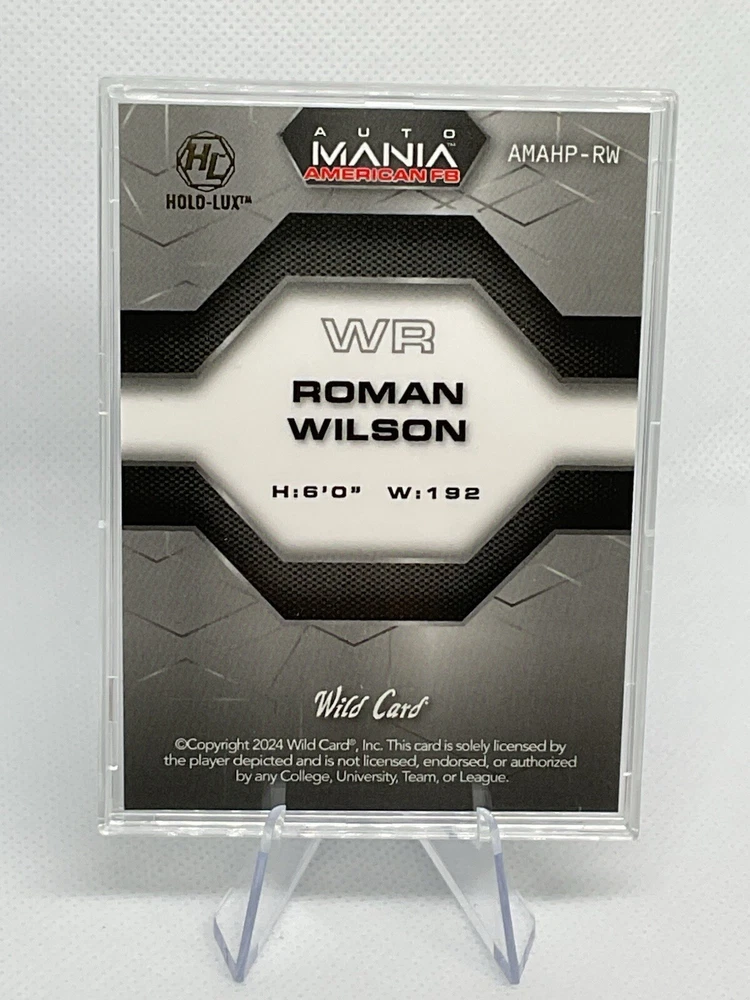 HL
HOLD-LUX™
AUTO
MANIA™
AMERICAN FB
AMAHP-RW
WR
ROMAN
WILSON
H:6'0" W:192
Wild Card®
©Copyright 2024 Wild Card®, Inc. This card is solely licensed by
the player depicted and is not licensed, endorsed, or authorized
by any College, University, Team, or League.